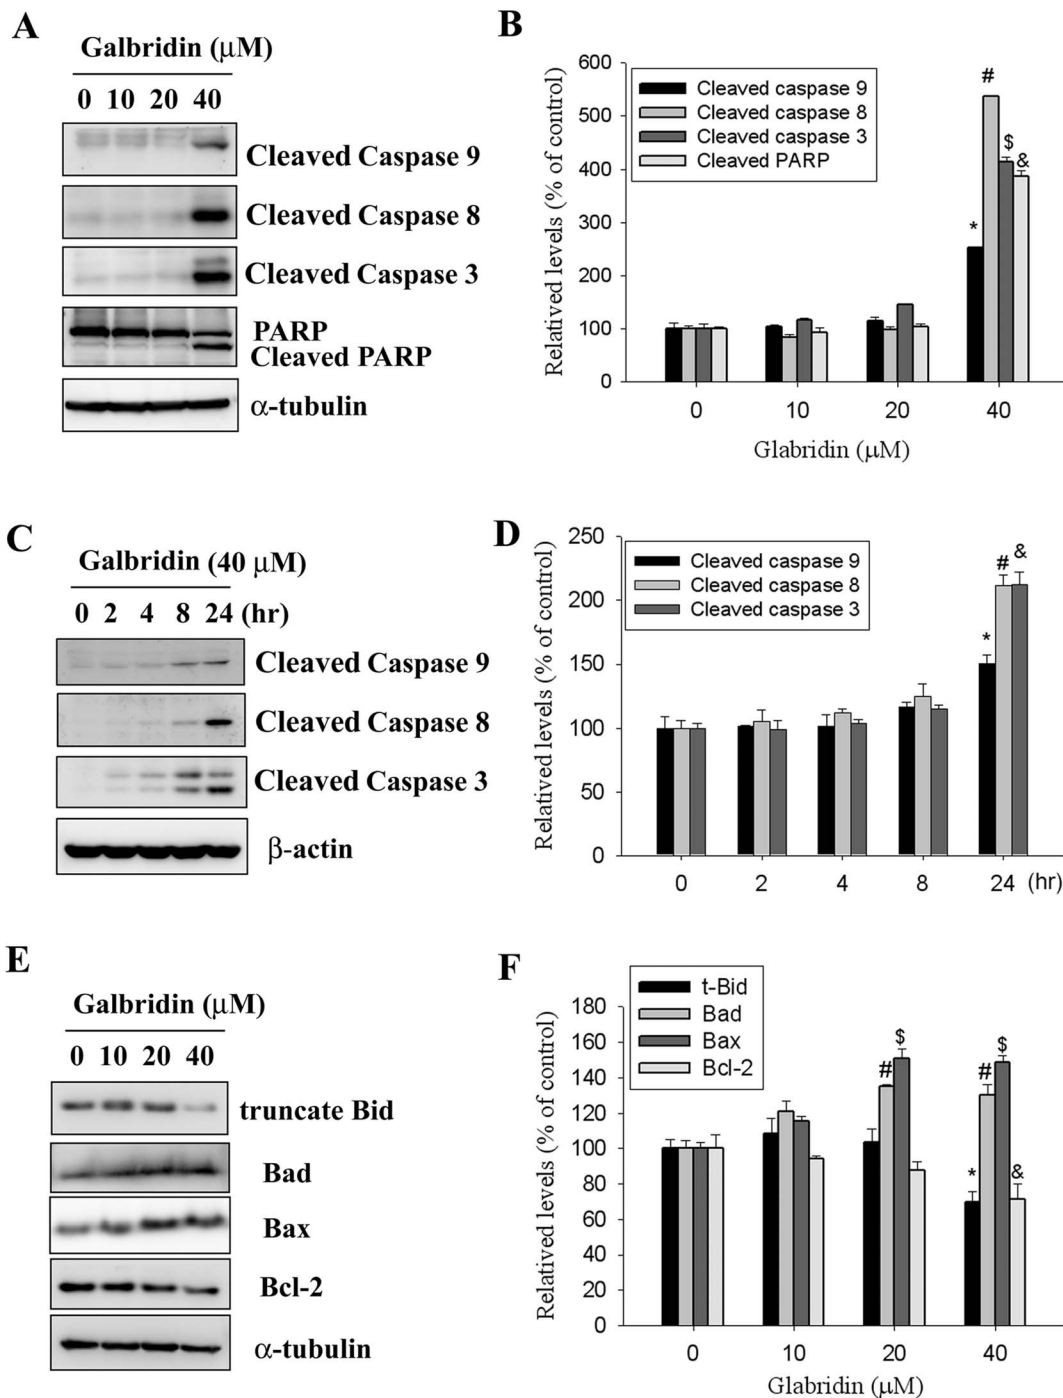 A
Galbridin (μM)
0 10 20 40
Cleaved Caspase 9
Cleaved Caspase 8
Cleaved Caspase 3
PARP
Cleaved PARP
α-tubulin
B
Relatived levels (% of control)
600
500
400
300
200
100
0
Cleaved caspase 9
Cleaved caspase 8
Cleaved caspase 3
Cleaved PARP
*
#
$
&
0 10 20 40
Glabridin (μM)
C
Galbridin (40 μM)
0 2 4 8 24 (hr)
Cleaved Caspase 9
Cleaved Caspase 8
Cleaved Caspase 3
β-actin
D
Relatived levels (% of control)
250
200
150
100
50
0
Cleaved caspase 9
Cleaved caspase 8
Cleaved caspase 3
*
#
&
0 2 4 8 24 (hr)
E
Galbridin (μM)
0 10 20 40
truncate Bid
Bad
Bax
Bcl-2
α-tubulin
F
Relatived levels (% of control)
180
160
140
120
100
80
60
40
20
0
t-Bid
Bad
Bax
Bcl-2
#
$
*
#
$
&
0 10 20 40
Glabridin (μM)